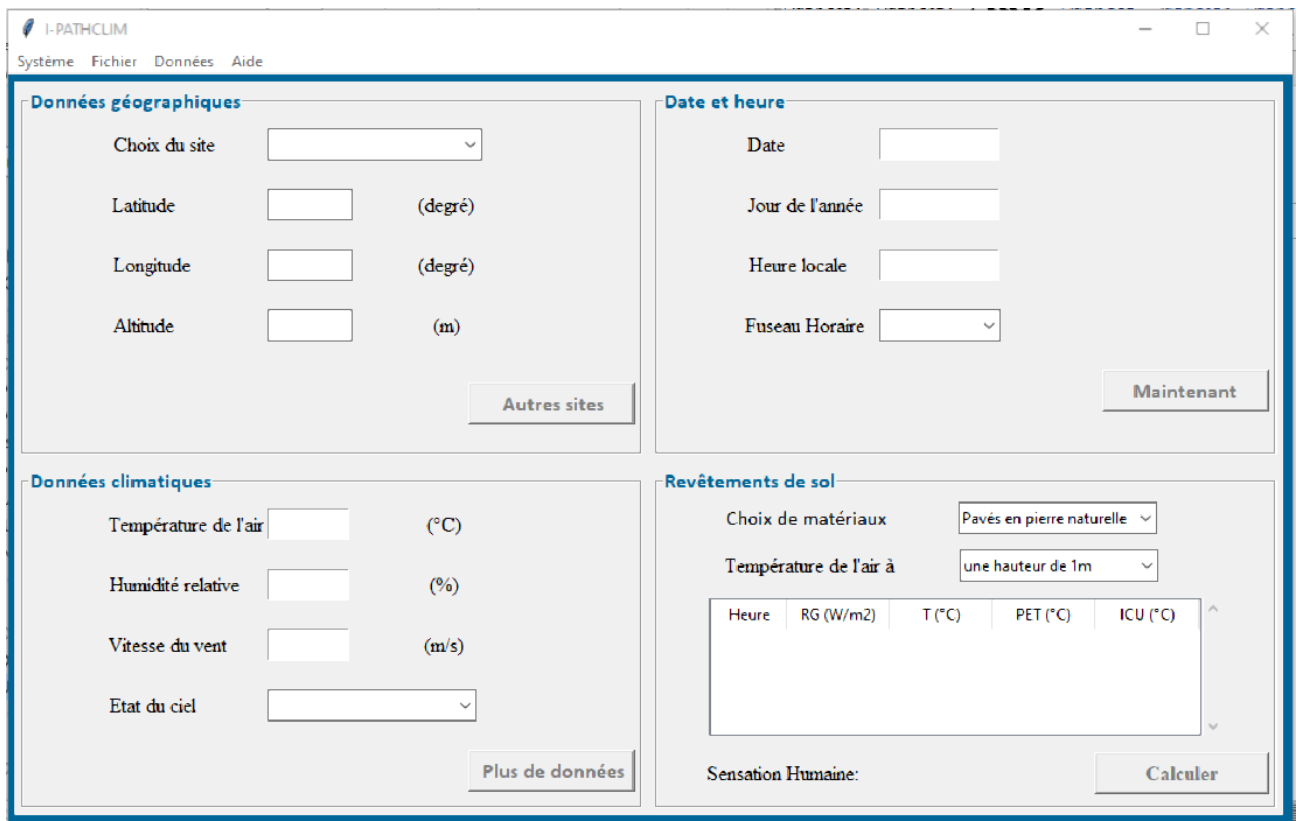 I-PATHCLIM
Système Fichier Données Aide
Données géographiques
Choix du site
Latitude (degré)
Longitude (degré)
Altitude (m)
Autres sites
Date et heure
Date
Jour de l'année
Heure locale
Fuseau Horaire
Maintenant
Données climatiques
Température de l'air (°C)
Humidité relative (%)
Vitesse du vent (m/s)
Etat du ciel
Plus de données
Revêtements de sol
Choix de matériaux Pavés en pierre naturelle
Température de l'air à une hauteur de 1m
Heure RG (W/m2) T (°C) PET (°C) ICU (°C)
Sensation Humaine: Calculer